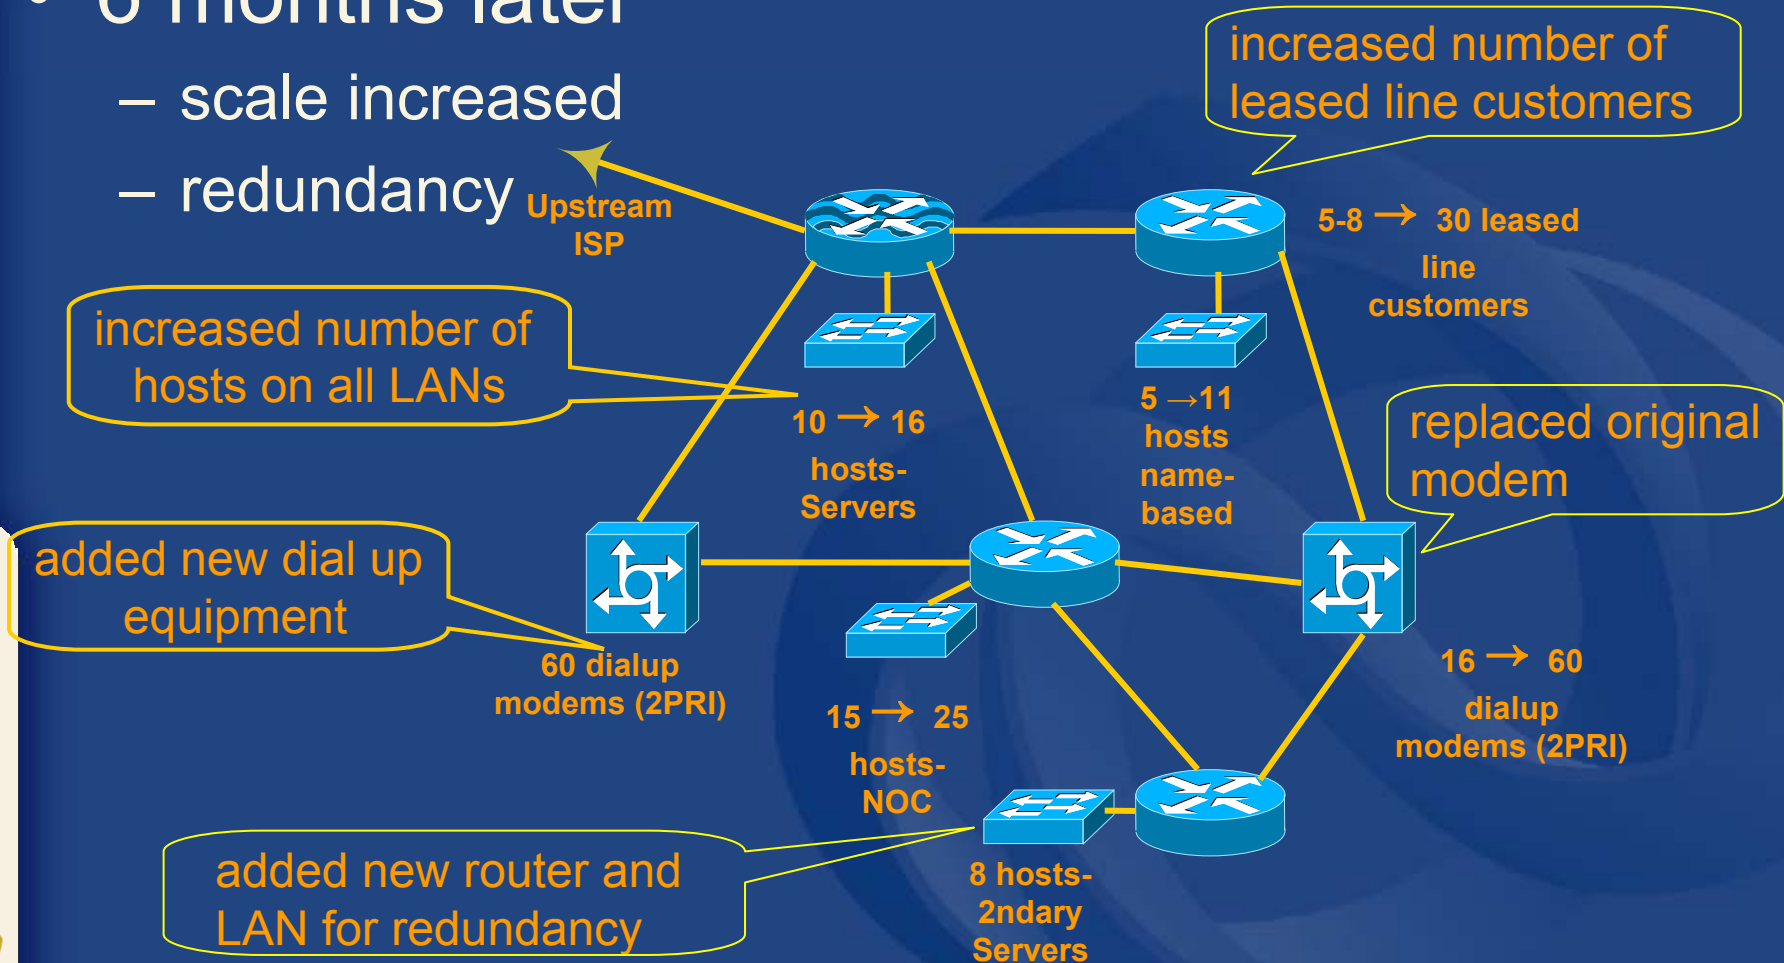 • 6 months later
– scale increased
– redundancy
Upstream
ISP
increased number of
leased line customers
5-8 → 30 leased
line
customers
increased number of
hosts on all LANs
10 → 16
hosts-
Servers
5 →11
hosts
name-
based
replaced original
modem
added new dial up
equipment
60 dialup
modems (2PRI)
15 → 25
hosts-
NOC
16 → 60
dialup
modems (2PRI)
added new router and
LAN for redundancy
8 hosts-
2ndary
Servers